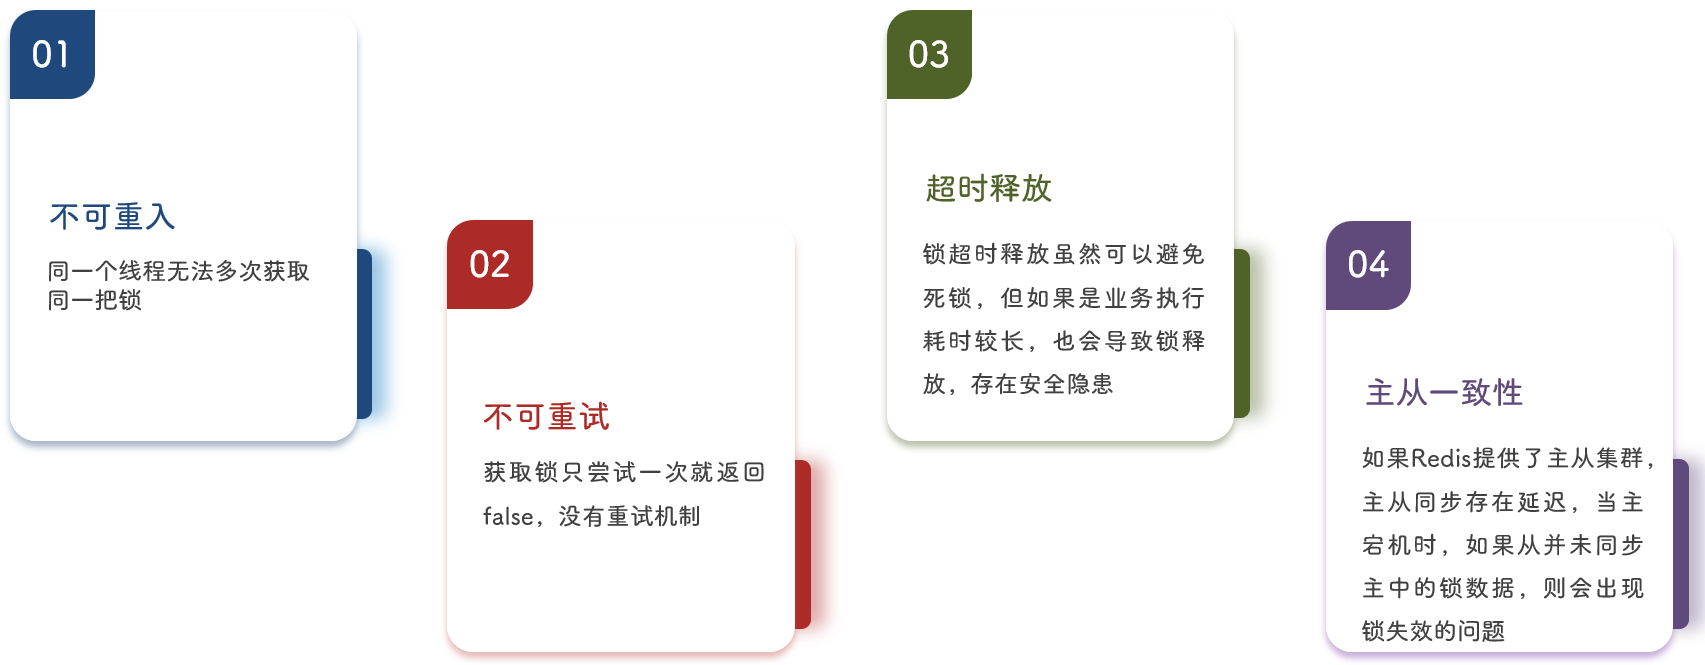 01
不可重入
同一个线程无法多次获取
同一把锁
02
不可重试
获取锁只尝试一次就返回
false，没有重试机制
03
超时释放
锁超时释放虽然可以避免
死锁，但如果是业务执行
耗时较长，也会导致锁释
放，存在安全隐患
04
主从一致性
如果Redis提供了主从集群，
主从同步存在延迟，当主
宕机时，如果从并未同步
主中的锁数据，则会出现
锁失效的问题